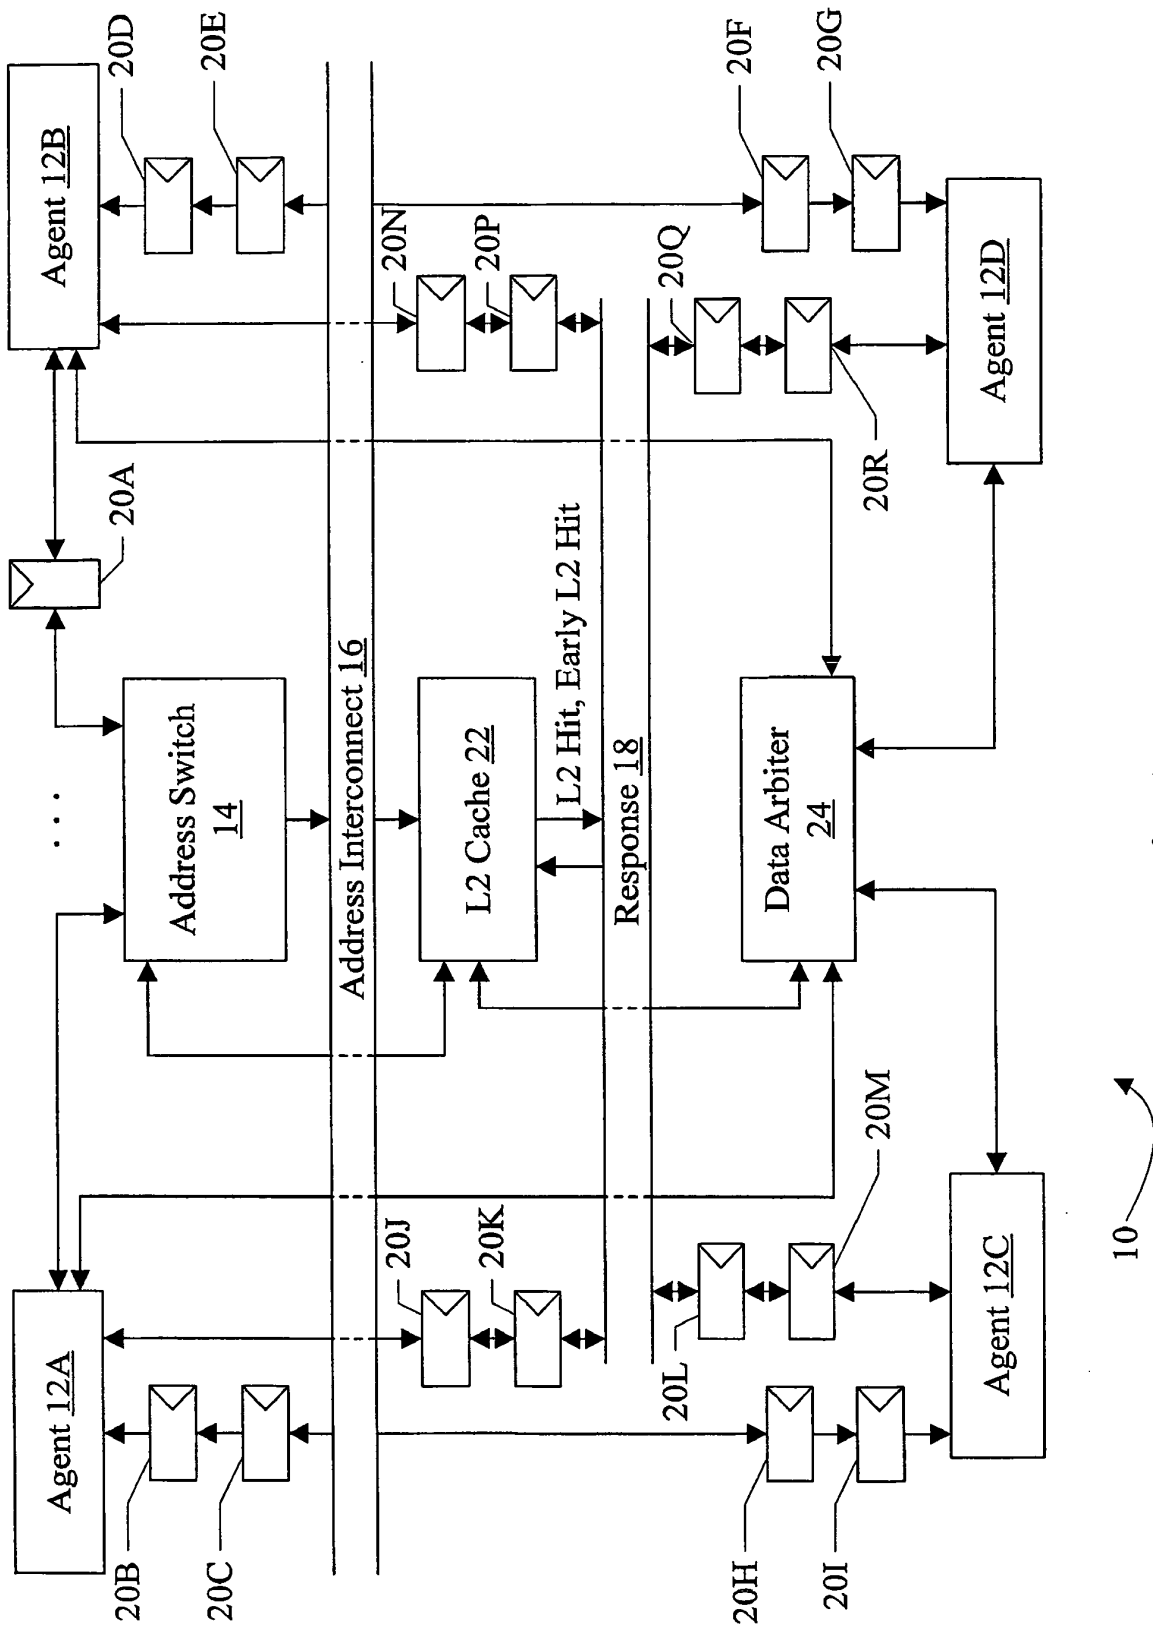 Agent 12A
Agent 12B
20A
20B
20C
20D
20E
. . .
Address Switch
14
Address Interconnect 16
20J
20K
L2 Cache 22
L2 Hit, Early L2 Hit
20N
20P
Response 18
20L
20M
20H
20I
Data Arbiter
24
20Q
20R
20F
20G
Agent 12C
Agent 12D
10